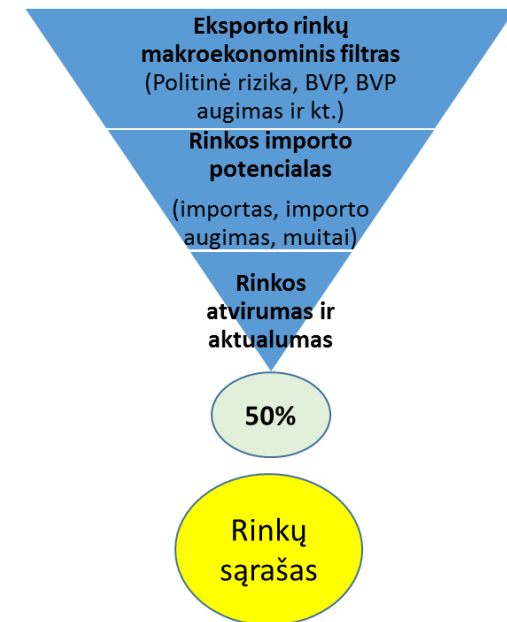 Eksporto rinkų
makroekonominis filtras
(Politinė rizika, BVP, BVP
augimas ir kt.)
Rinkos importo
potencialas
(importas, importo
augimas, muitai)
Rinkos
atvirumas ir
aktualumas
50%
Rinkų
sąrašas